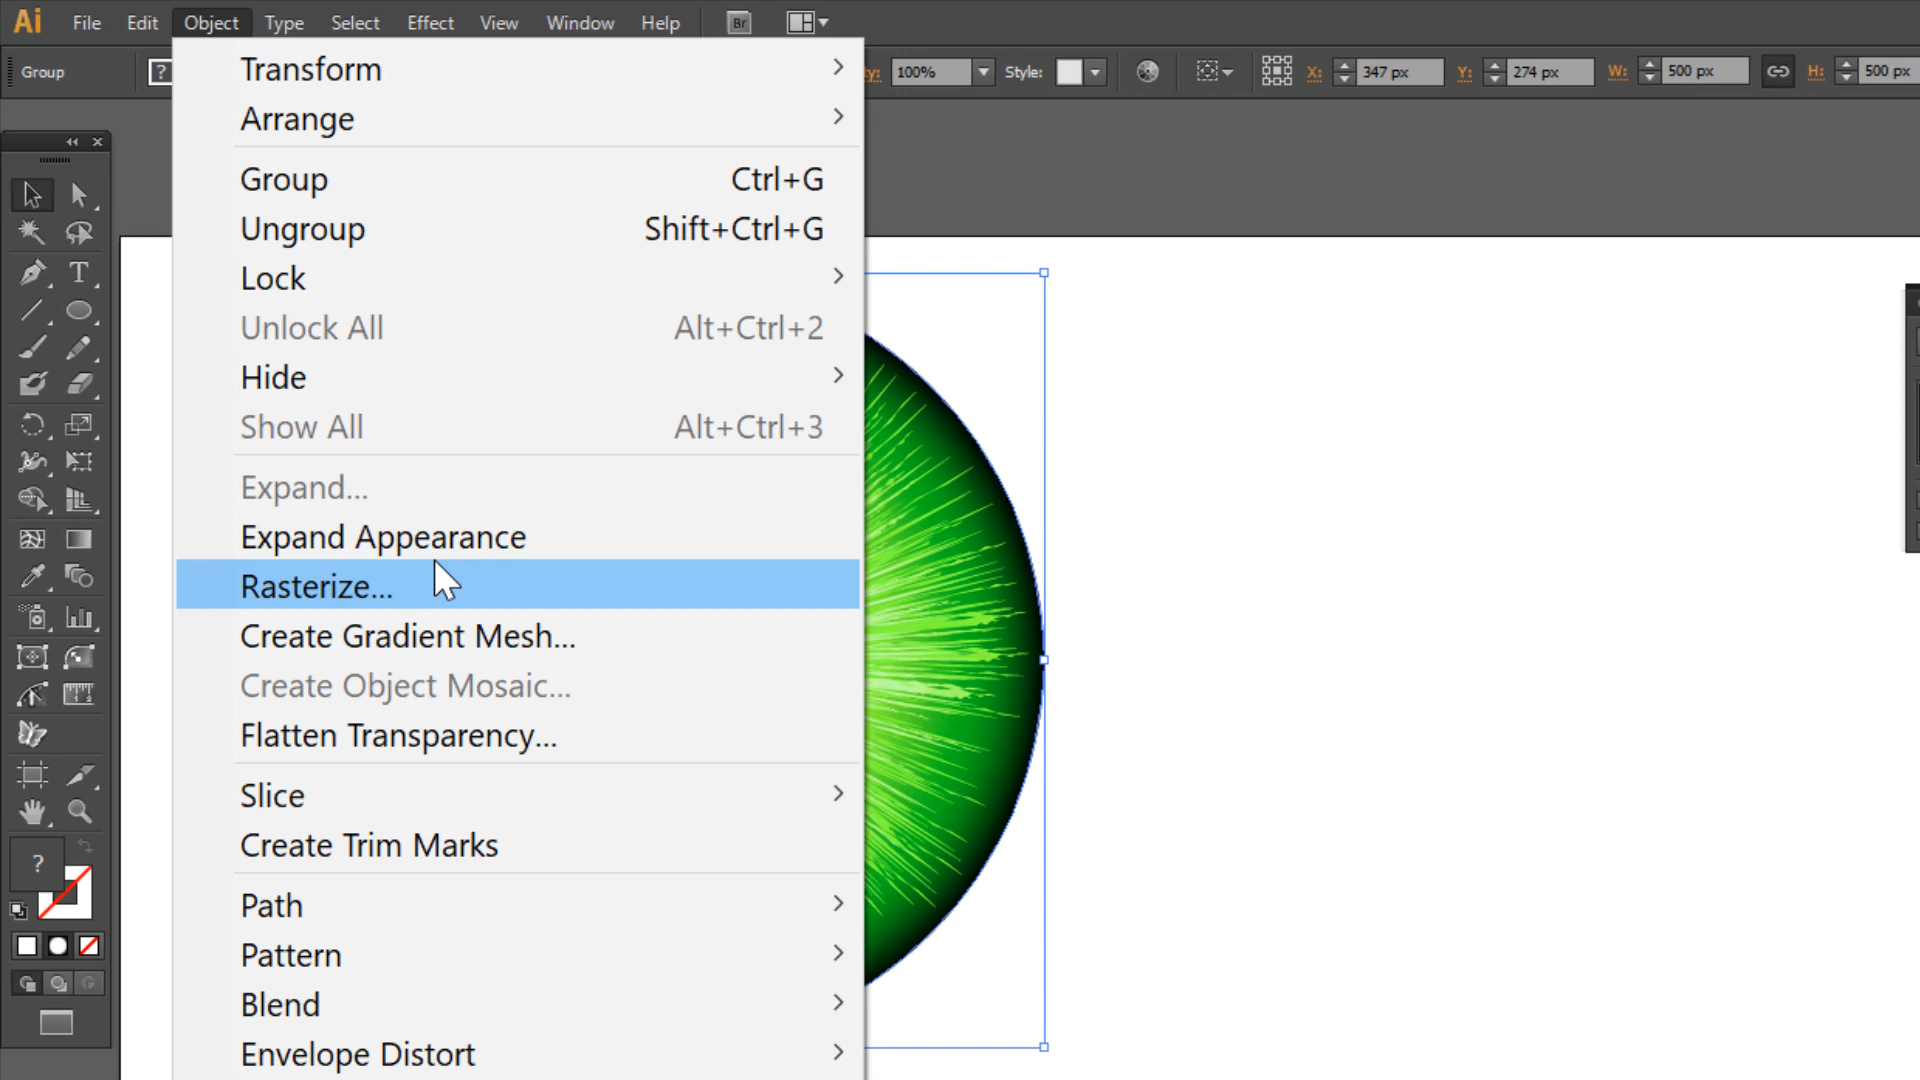 Ai File Edit Object Type Select Effect View Window Help Br
Group ? 100% Style: X: 347 px Y: 274 px W: 500 px H: 500 px
Transform
Arrange
Group Ctrl+G
Ungroup Shift+Ctrl+G
Lock
Unlock All Alt+Ctrl+2
Hide
Show All Alt+Ctrl+3
Expand...
Expand Appearance
Rasterize...
Create Gradient Mesh...
Create Object Mosaic...
Flatten Transparency...
Slice
Create Trim Marks
?
Path
Pattern
Blend
Envelope Distort